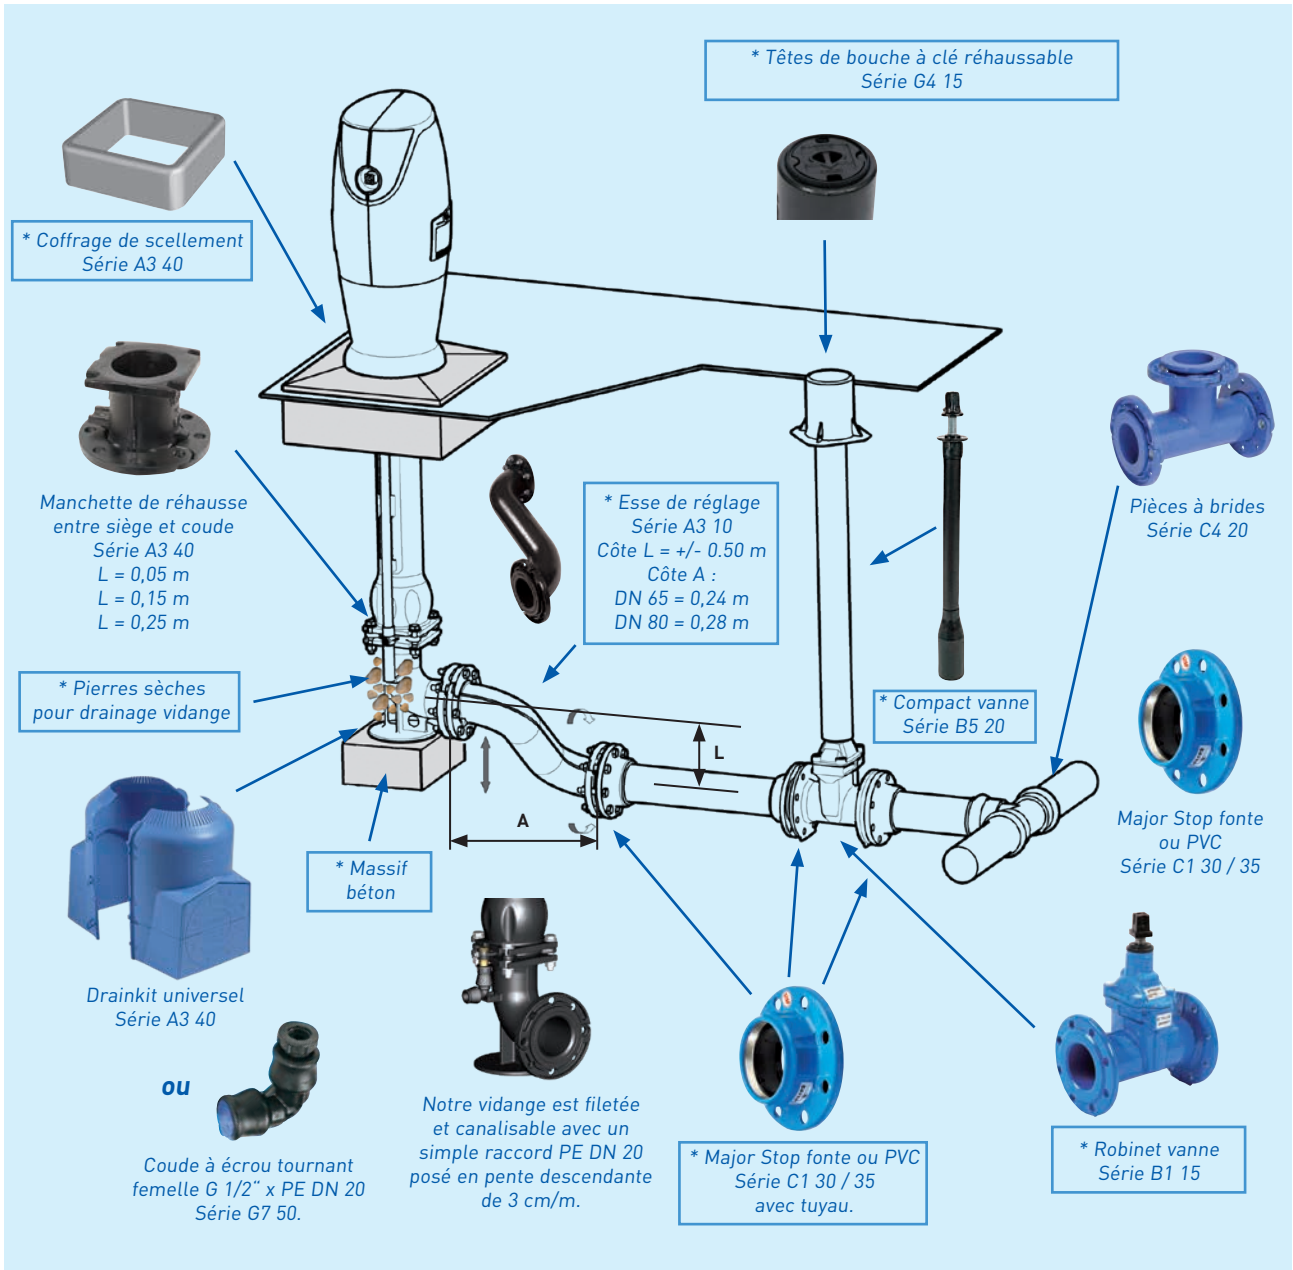 * Têtes de bouche à clé réhaussable
Série G4 15
* Coffrage de scellement
Série A3 40
Manchette de réhausse
entre siège et coude
Série A3 40
L = 0,05 m
L = 0,15 m
L = 0,25 m
* Esse de réglage
Série A3 10
Côte L = +/- 0.50 m
Côte A :
DN 65 = 0,24 m
DN 80 = 0,28 m
Pièces à brides
Série C4 20
* Pierres sèches
pour drainage vidange
* Compact vanne
Série B5 20
L
A
Major Stop fonte
ou PVC
Série C1 30 / 35
* Massif
béton
Drainkit universel
Série A3 40
ou
Coude à écrou tournant
femelle G 1/2" x PE DN 20
Série G7 50.
Notre vidange est filetée
et canalisable avec un
simple raccord PE DN 20
posé en pente descendante
de 3 cm/m.
* Major Stop fonte ou PVC
Série C1 30 / 35
avec tuyau.
* Robinet vanne
Série B1 15